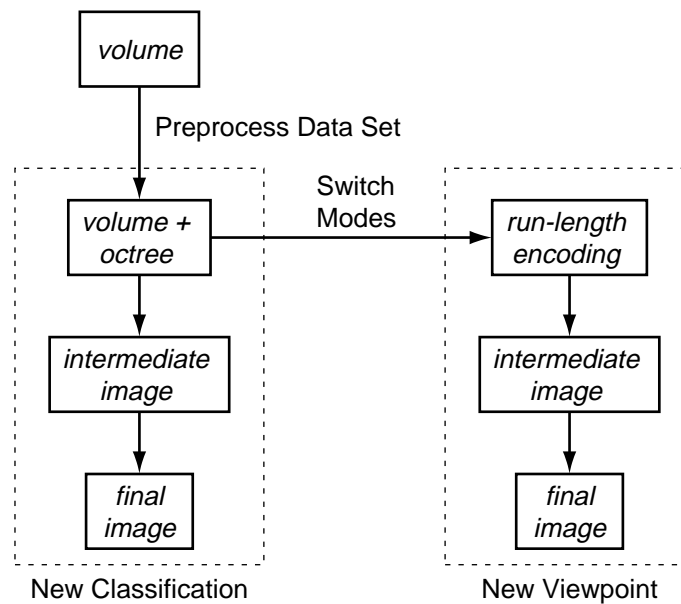 volume
Preprocess Data Set
Switch
Modes
volume +
octree
run-length
encoding
intermediate
image
intermediate
image
final
image
final
image
New Classification
New Viewpoint